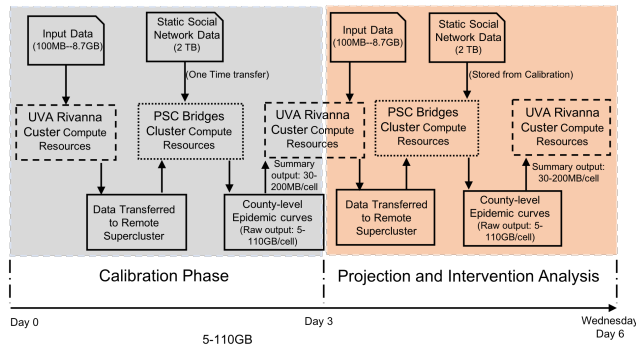 Input Data
(100MB--8.7GB)
Static Social
Network Data
(2 TB)
(One Time transfer)
UVA Rivanna
Custer Compute
Resources
PSC Bridges
Cluster Compute
Resources
UVA Rivanna
Custer Compute
Resources
Summary
output: 30-
200MB/cell
Data Transferred
to Remote
Supercluster
County-level
Epidemic curves
(Raw output: 5-
110GB/cell)
Input Data
(100MB--8.7GB)
Static Social
Network Data
(2 TB)
(Stored from Calibration)
PSC Bridges
Cluster Compute
Resources
UVA Rivanna
Custer Compute
Resources
Summary output:
30-200MB/cell
Data Transferred
to Remote
Supercluster
County-level
Epidemic curves
(Raw output: 5-
110GB/cell)
Calibration Phase
Projection and Intervention Analysis
Day 0
Day 3
Wednesday
Day 6
5-110GB